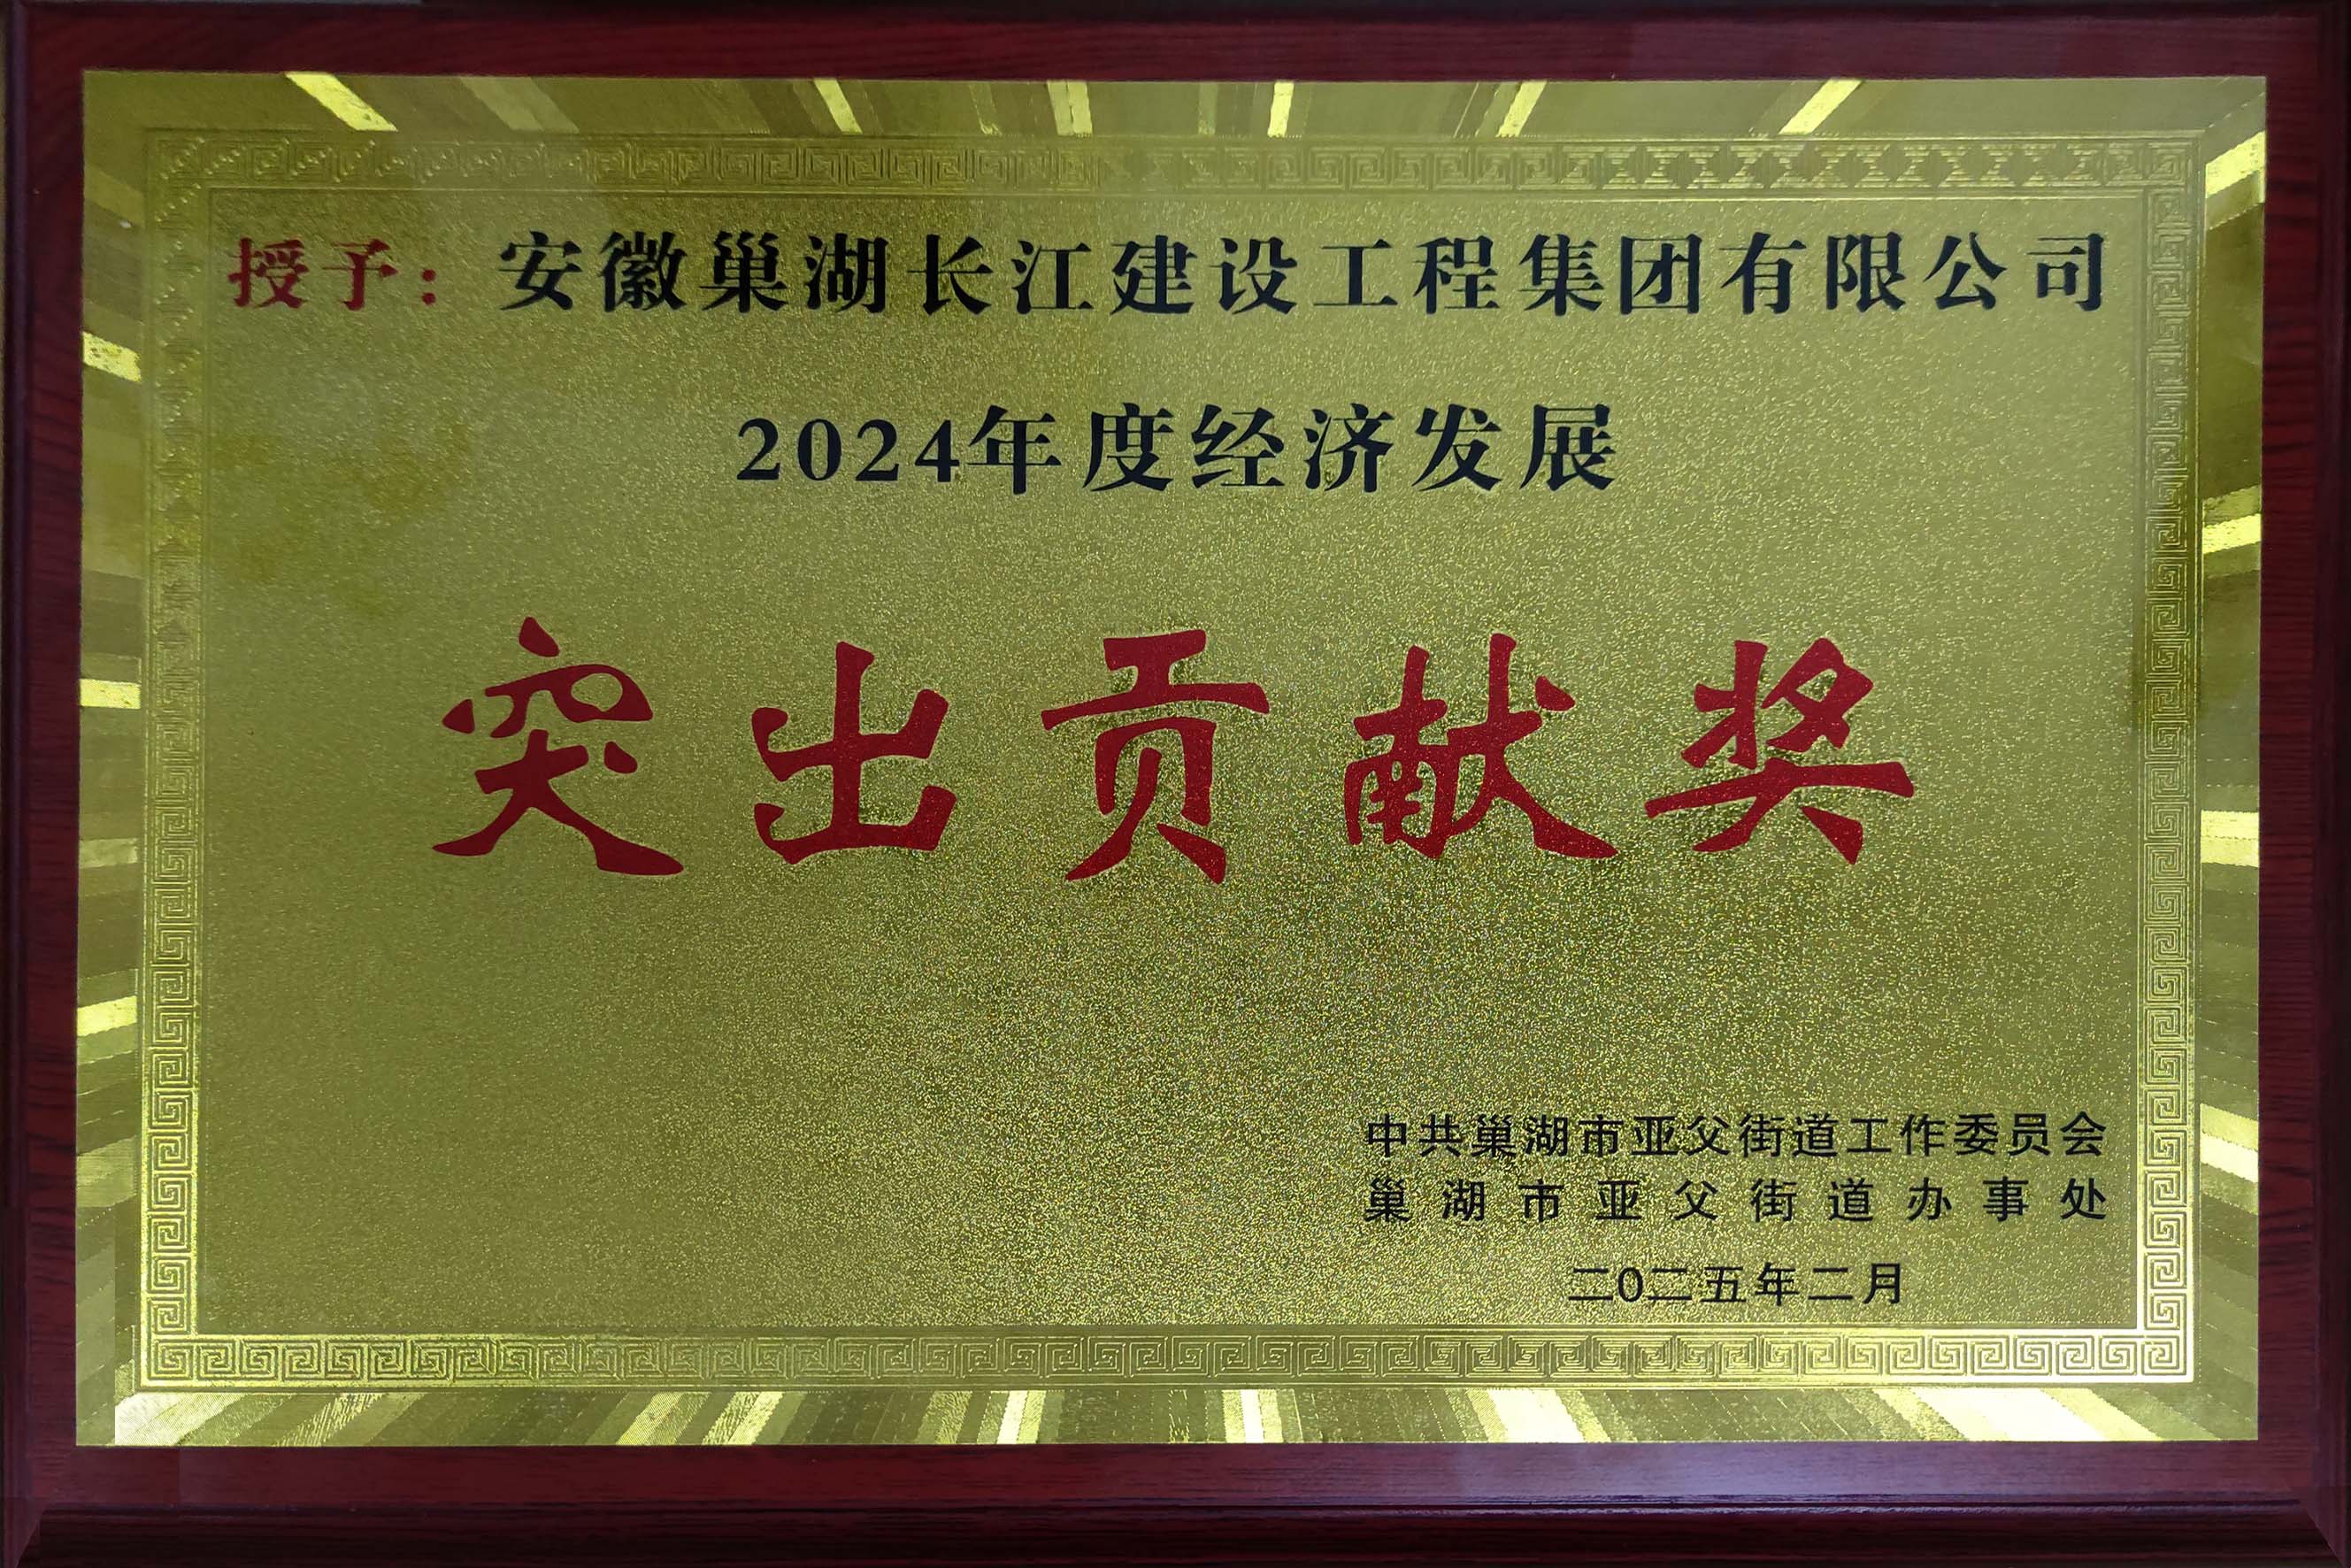 授予：安徽巢湖长江建设工程集团有限公司
2024年度经济发展
突出贡献奖
中共巢湖市亚父街道工作委员会
巢湖市亚父街道办事处
二0二五年二月